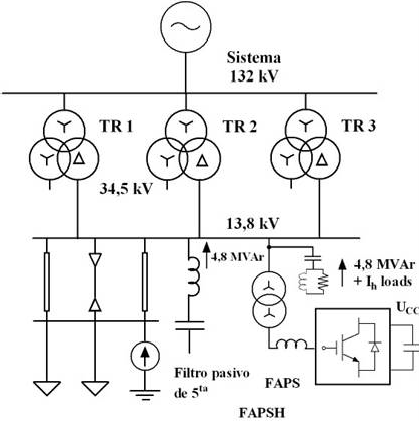 Sistema
132 kV
TR 1
TR 2
TR 3
34,5 kV
13,8 kV
4,8 MVAr
4,8 MVAr
+ Ih loads
UCC
Filtro pasivo
de 5ta
FAPS
FAPSH